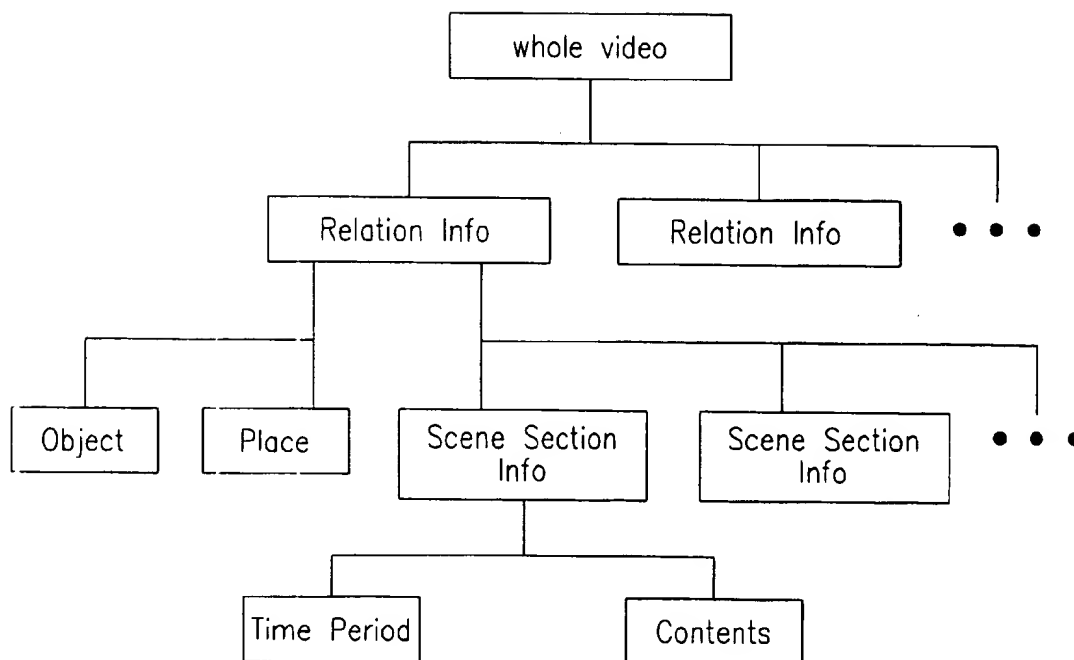 whole video
Relation Info
Relation Info
Object
Place
Scene Section
Info
Scene Section
Info
Time Period
Contents